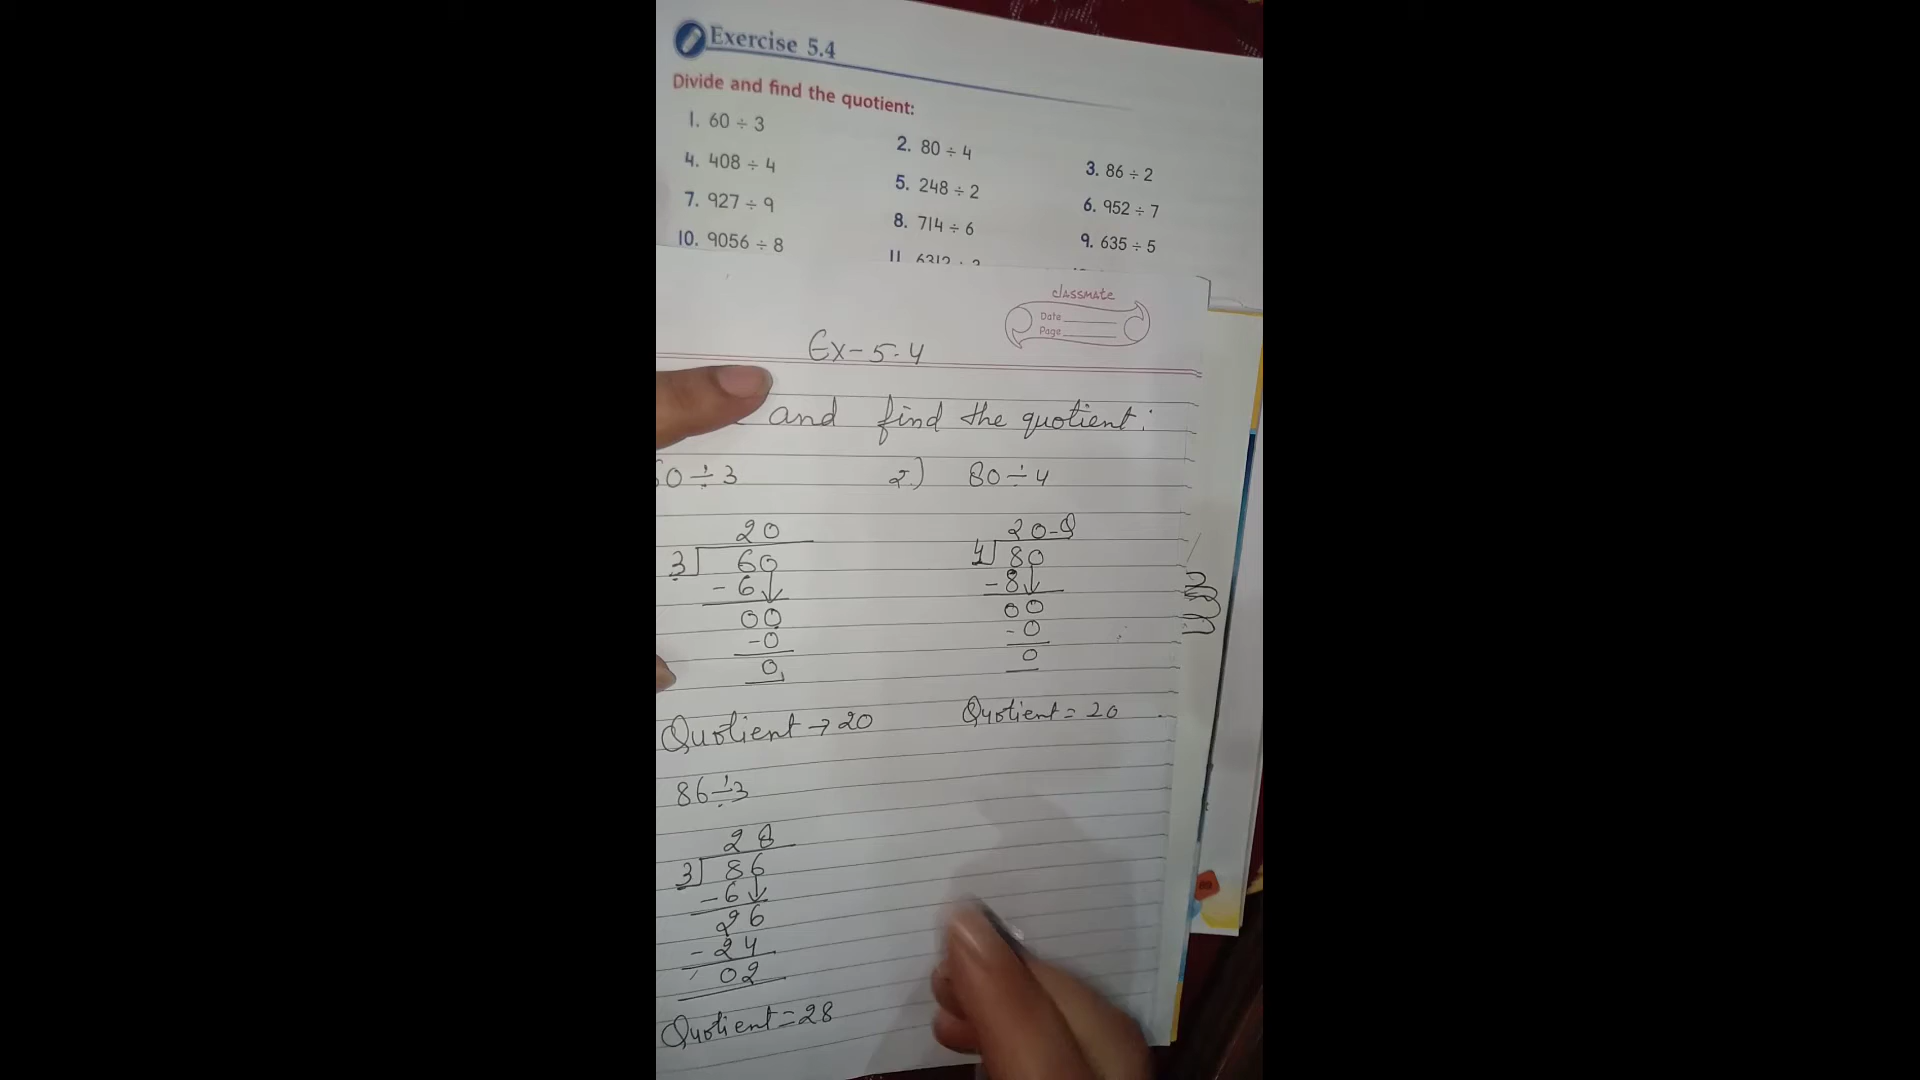 Exercise 5.4
Divide and find the quotient:
1. 60 ÷ 3
2. 80 ÷ 4
3. 86 ÷ 2
4. 408 ÷ 4
5. 248 ÷ 2
6. 952 ÷ 7
7. 927 ÷ 9
8. 714 ÷ 6
9. 635 ÷ 5
10. 9056 ÷ 8
classmate
Date
Page
Ex-5.4
and find the quotient:
0÷3
2.) 80÷4
20
3 60
-6
00
-0
0
Quotient → 20
20-Q
4 80
-8
00
-0
0
Quotient = 20
86÷3
28
3 86
-6
26
-24
02
Quotient = 28